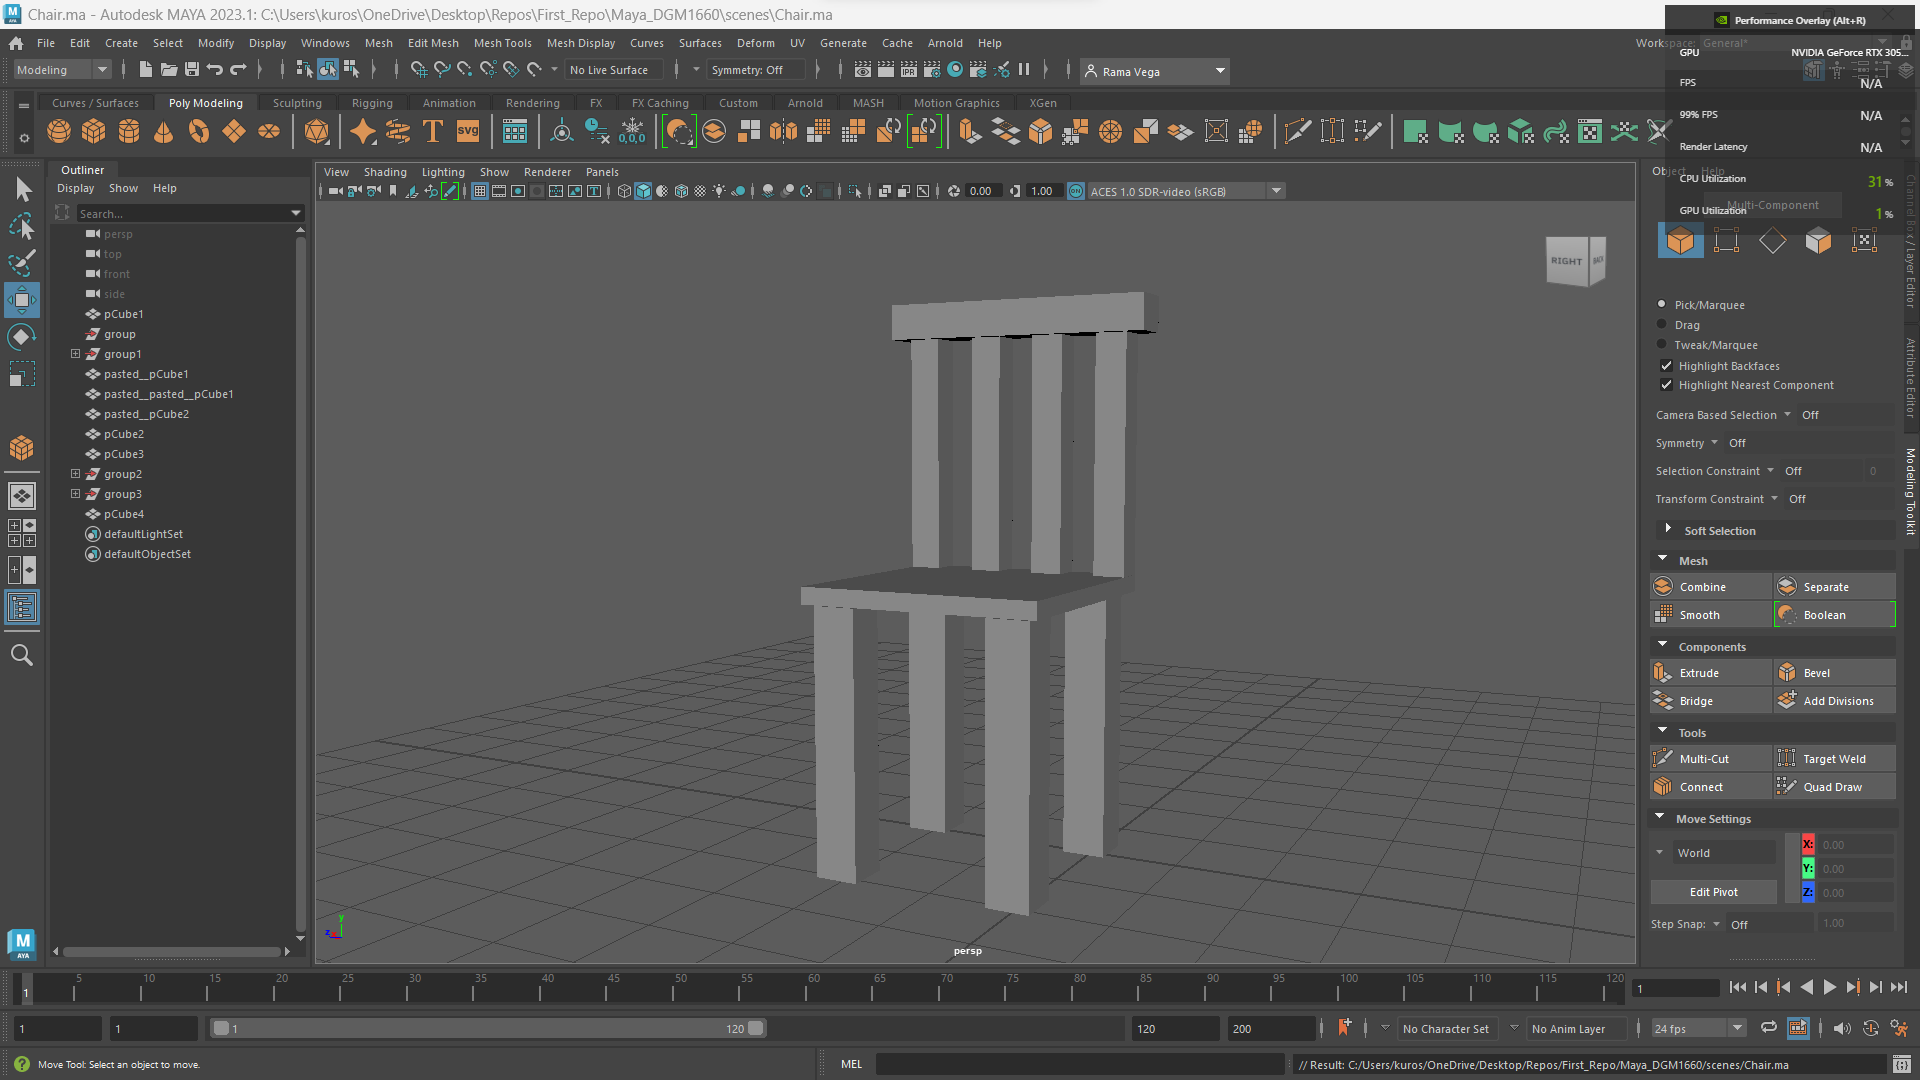 Chair.ma - Autodesk MAYA 2023.1: C:\Users\kuros\OneDrive\Desktop\Repos\First_Repo\Maya_DGM1660\scenes\Chair.ma
Performance Overlay (Alt+R)
File Edit Create Select Modify Display Windows Mesh Edit Mesh Mesh Tools Mesh Display Curves Surfaces Deform UV Generate Cache Arnold Help
Workspace: General*
GPU NVIDIA GeForce RTX 305...
Modeling No Live Surface Symmetry: Off Rama Vega
FPS N/A
Curves / Surfaces Poly Modeling Sculpting Rigging Animation Rendering FX FX Caching Custom Arnold MASH Motion Graphics XGen
99% FPS N/A
Render Latency N/A
Outliner
View Shading Lighting Show Renderer Panels
Object Help
CPU Utilization 31 %
Display Show Help
0.00 1.00 ACES 1.0 SDR-video (sRGB)
Multi-Component
GPU Utilization 1 %
Search...
persp
top
front
side
pCube1
group
group1
pasted__pCube1
pasted__pasted__pCube1
pasted__pCube2
pCube2
pCube3
group2
group3
pCube4
defaultLightSet
defaultObjectSet
RIGHT BACK
Pick/Marquee
Drag
Tweak/Marquee
Highlight Backfaces
Highlight Nearest Component
Camera Based Selection Off
Symmetry Off
Selection Constraint Off 0
Transform Constraint Off
Soft Selection
Mesh
Combine Separate
Smooth Boolean
Components
Extrude Bevel
Bridge Add Divisions
Tools
Multi-Cut Target Weld
Connect Quad Draw
Move Settings
World X: 0.00
Y: 0.00
Edit Pivot Z: 0.00
Step Snap: Off 1.00
Channel Box / Layer Editor
Attribute Editor
Modeling Toolkit
y
z
persp
M
AYA
1 5 10 15 20 25 30 35 40 45 50 55 60 65 70 75 80 85 90 95 100 105 110 115 120
1
1 1 1 120 120 200 No Character Set No Anim Layer 24 fps
Move Tool: Select an object to move. MEL // Result: C:/Users/kuros/OneDrive/Desktop/Repos/First_Repo/Maya_DGM1660/scenes/Chair.ma